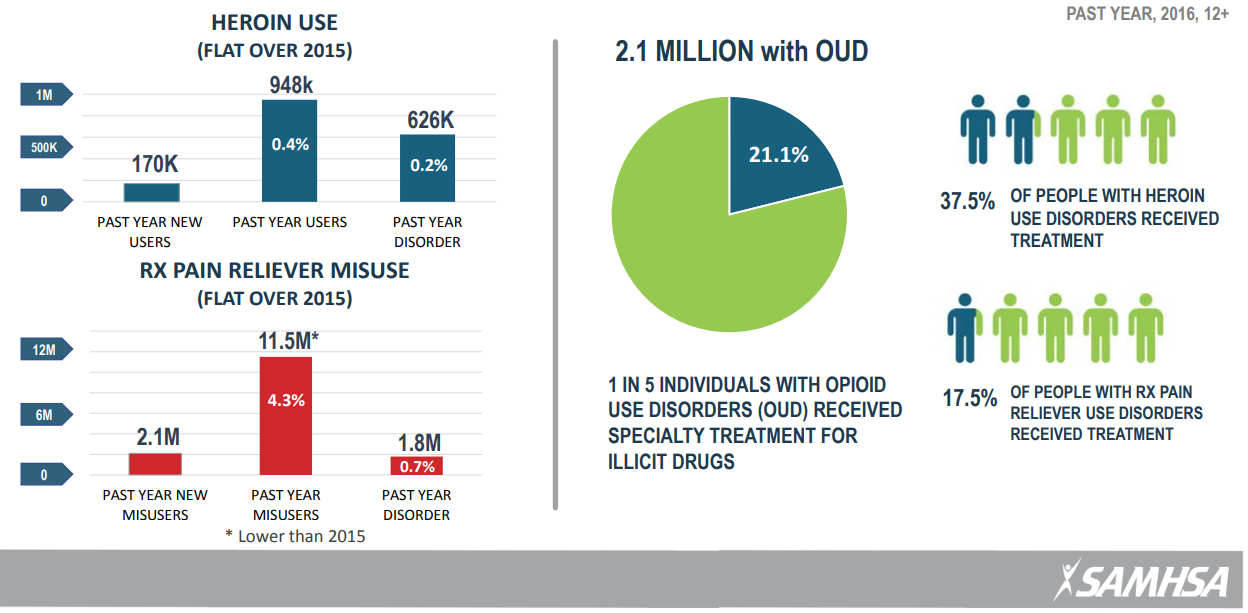 PAST YEAR, 2016, 12+
HEROIN USE
(FLAT OVER 2015)
1M
500K
0
170K
948k
0.4%
626K
0.2%
PAST YEAR NEW
USERS
PAST YEAR USERS
PAST YEAR
DISORDER
RX PAIN RELIEVER MISUSE
(FLAT OVER 2015)
12M
6M
0
2.1M
11.5M*
4.3%
1.8M
0.7%
PAST YEAR NEW
MISUSERS
PAST YEAR
MISUSERS
PAST YEAR
DISORDER
* Lower than 2015
2.1 MILLION with OUD
21.1%
1 IN 5 INDIVIDUALS WITH OPIOID
USE DISORDERS (OUD) RECEIVED
SPECIALTY TREATMENT FOR
ILLICIT DRUGS
37.5%
OF PEOPLE WITH HEROIN
USE DISORDERS RECEIVED
TREATMENT
17.5%
OF PEOPLE WITH RX PAIN
RELIEVER USE DISORDERS
RECEIVED TREATMENT
SAMHSA